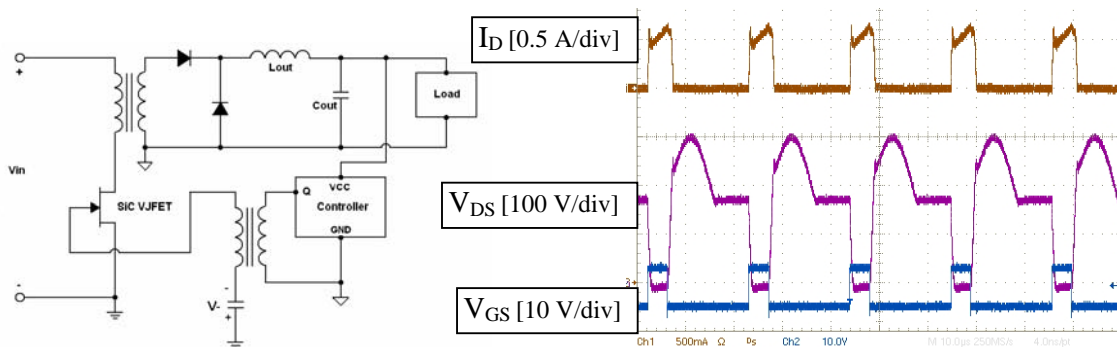 Lout
Cout
Load
+
Vin
SiC VJFET
Q
VCC
Controller
GND
-
V-
-
+
I_D [0.5 A/div]
V_DS [100 V/div]
V_GS [10 V/div]
Ch1 500mA Ω
Ch2 10.0V
M 10.0µs 250MS/s 4.0ns/pt